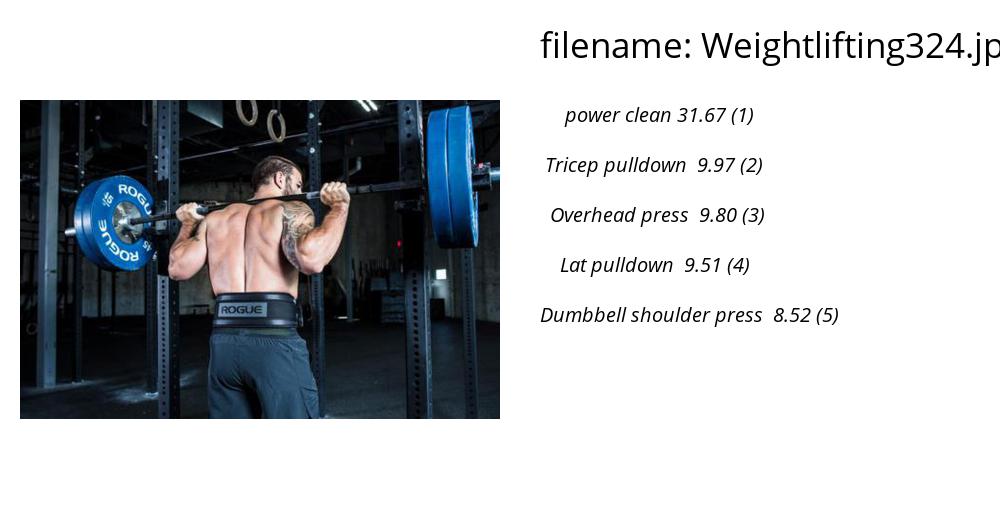 filename: Weightlifting324.jp
power clean 31.67 (1)
Tricep pulldown 9.97 (2)
Overhead press 9.80 (3)
Lat pulldown 9.51 (4)
Dumbbell shoulder press 8.52 (5)
ROGUE
ROGUE
45
ROGUE